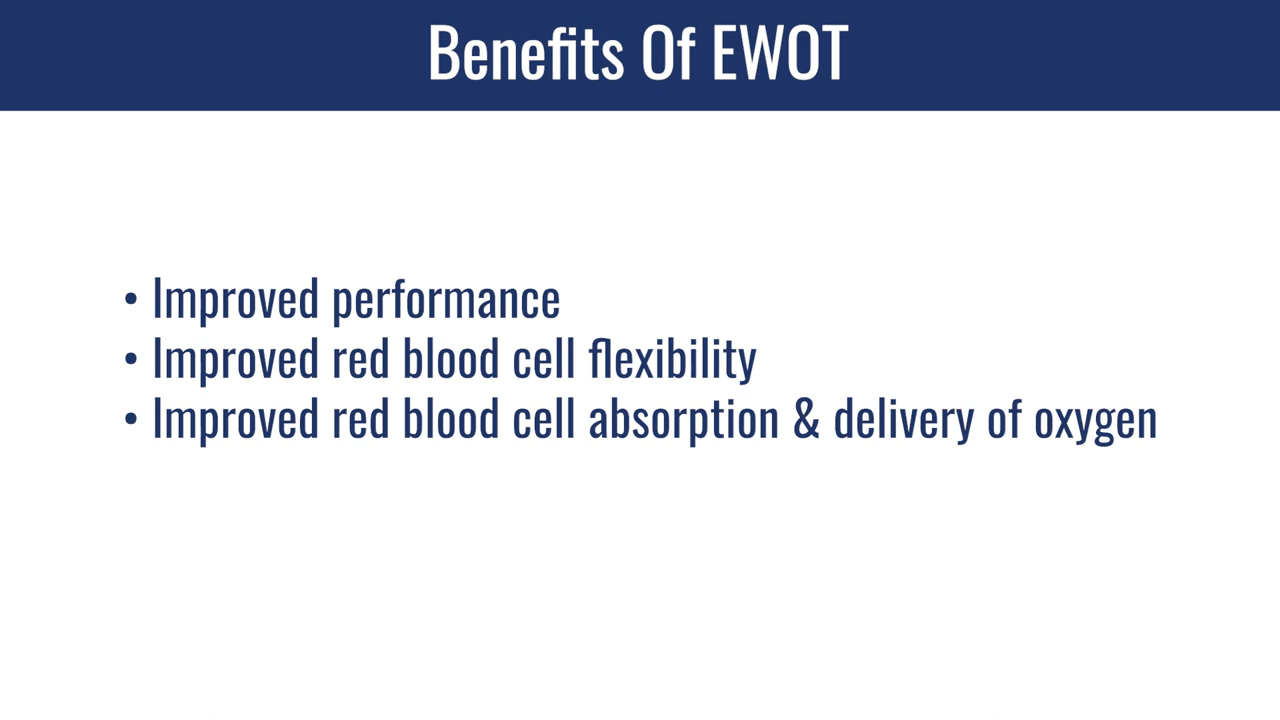 Benefits Of EWOT
• Improved performance
• Improved red blood cell flexibility
• Improved red blood cell absorption & delivery of oxygen